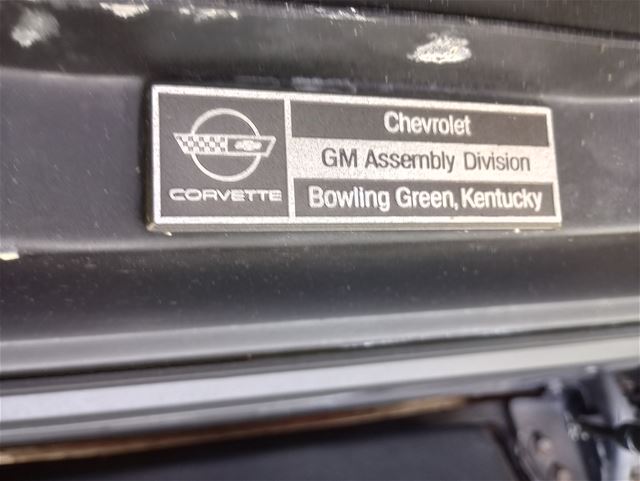 CORVETTE
Chevrolet
GM Assembly Division
Bowling Green, Kentucky